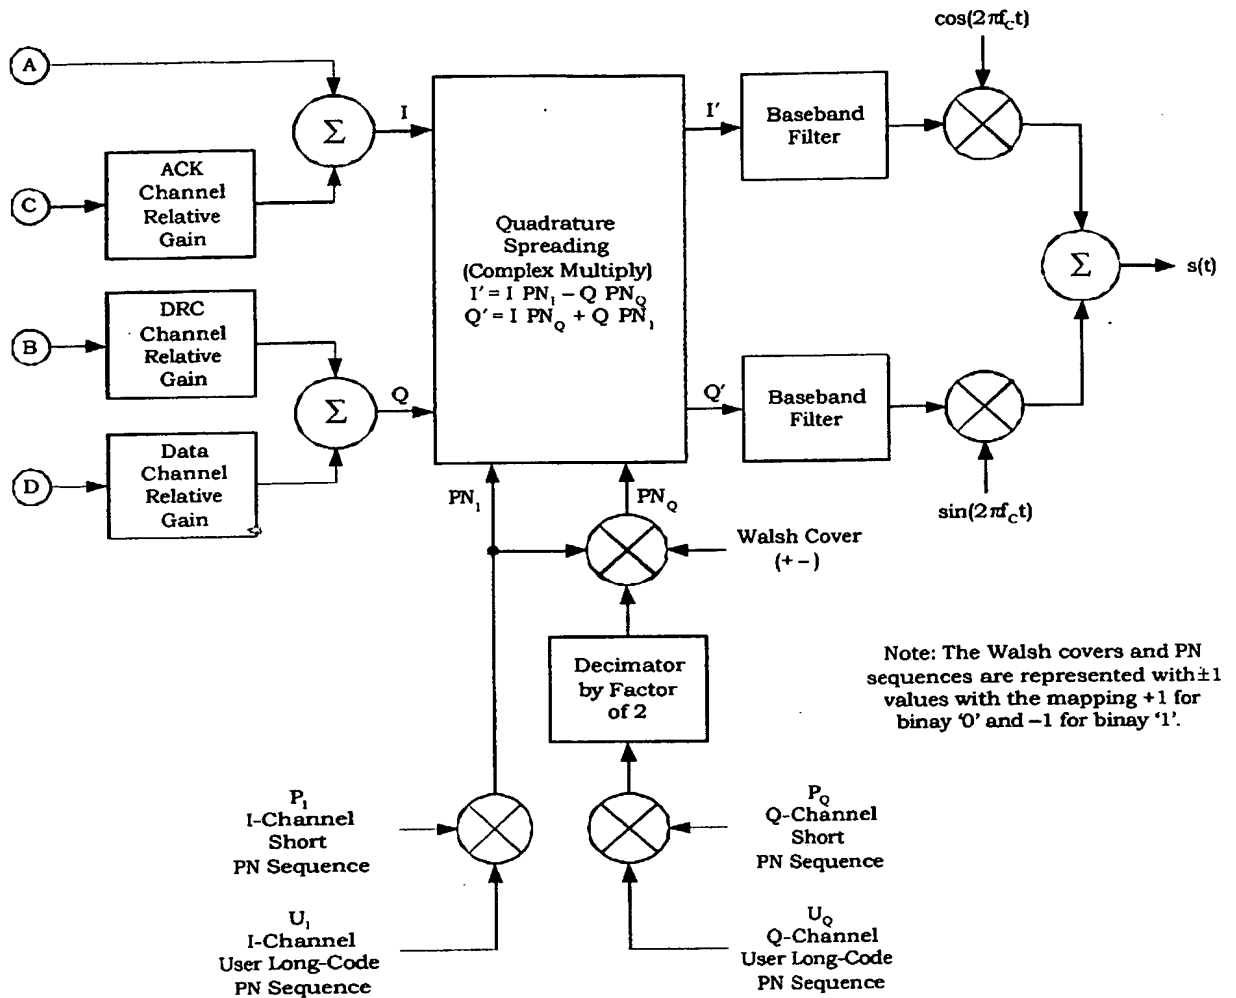 cos(2πf_C t)
A
Σ
I
I′
Baseband
Filter
ACK
Channel
Relative
Gain
C
Quadrature
Spreading
(Complex Multiply)
I′ = I PN_I – Q PN_Q
Q′ = I PN_Q + Q PN_I
Σ
s(t)
DRC
Channel
Relative
Gain
B
Σ
Q
Q′
Baseband
Filter
Data
Channel
Relative
Gain
D
PN_I
PN_Q
sin(2πf_C t)
Walsh Cover
(+ –)
Decimator
by Factor
of 2
Note: The Walsh covers and PN
sequences are represented with ±1
values with the mapping +1 for
binay ‘0’ and –1 for binay ‘1’.
P_I
I-Channel
Short
PN Sequence
P_Q
Q-Channel
Short
PN Sequence
U_I
I-Channel
User Long-Code
PN Sequence
U_Q
Q-Channel
User Long-Code
PN Sequence